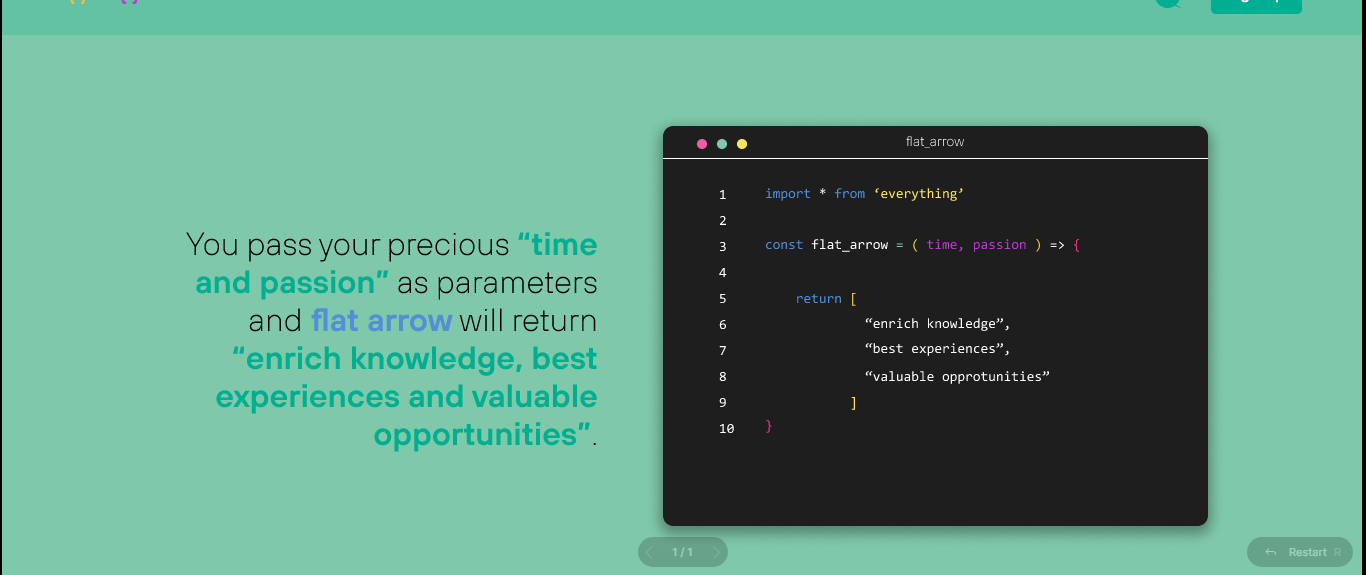 You pass your precious “time
and passion” as parameters
and flat arrow will return
“enrich knowledge, best
experiences and valuable
opportunities”.
flat_arrow
1 import * from ‘everything’
2
3 const flat_arrow = ( time, passion ) => {
4
5 return [
6 “enrich knowledge”,
7 “best experiences”,
8 “valuable opprotunities”
9 ]
10 }
1 / 1
Restart R